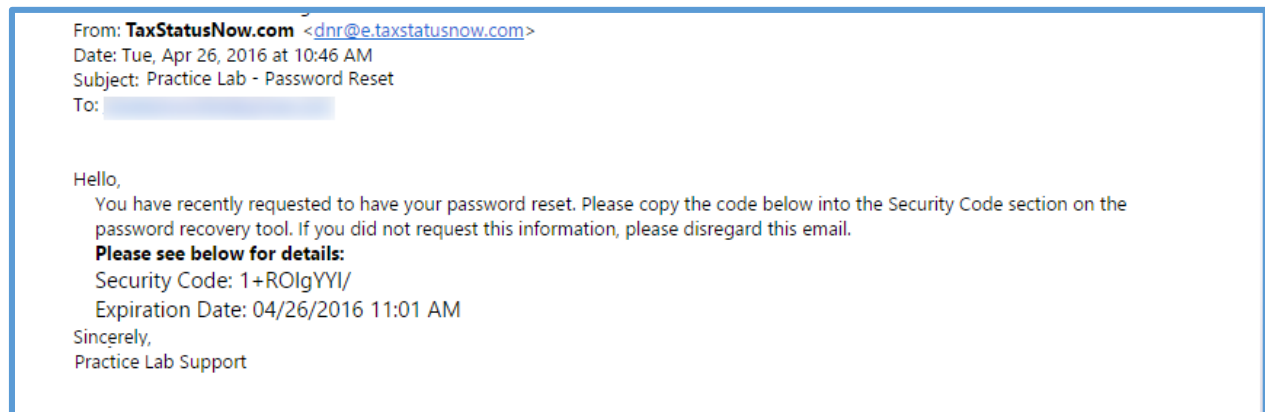 From: TaxStatusNow.com <dnr@e.taxstatusnow.com>
Date: Tue, Apr 26, 2016 at 10:46 AM
Subject: Practice Lab - Password Reset
To:
Hello,
You have recently requested to have your password reset. Please copy the code below into the Security Code section on the
password recovery tool. If you did not request this information, please disregard this email.
Please see below for details:
Security Code: 1+ROIgYYI/
Expiration Date: 04/26/2016 11:01 AM
Sincerely,
Practice Lab Support